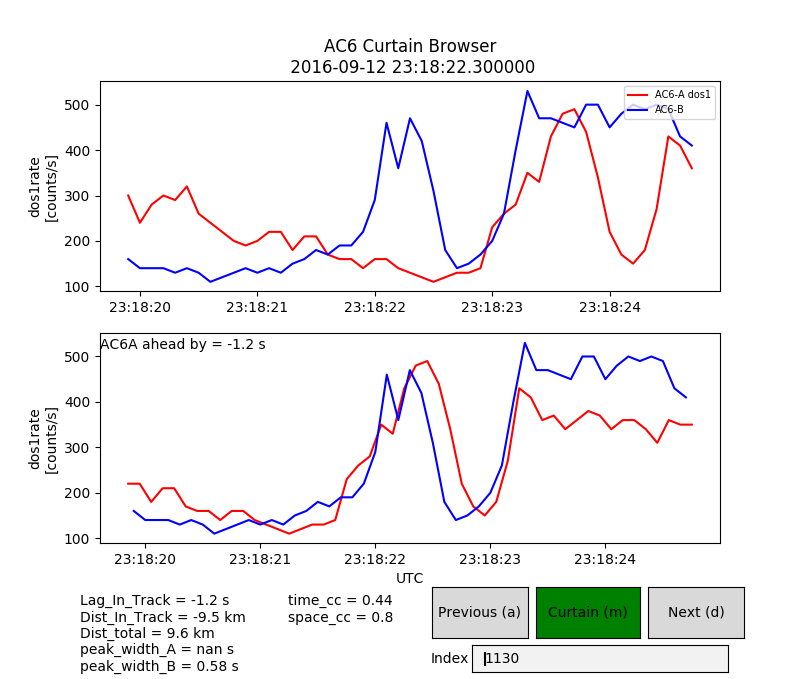 AC6 Curtain Browser
2016-09-12 23:18:22.300000
dos1rate
[counts/s]
500
400
300
200
100
AC6-A dos1
AC6-B
23:18:20 23:18:21 23:18:22 23:18:23 23:18:24
AC6A ahead by = -1.2 s
dos1rate
[counts/s]
500
400
300
200
100
23:18:20 23:18:21 23:18:22 23:18:23 23:18:24
UTC
Lag_In_Track = -1.2 s
Dist_In_Track = -9.5 km
Dist_total = 9.6 km
peak_width_A = nan s
peak_width_B = 0.58 s
time_cc = 0.44
space_cc = 0.8
Previous (a) Curtain (m) Next (d)
Index 1130